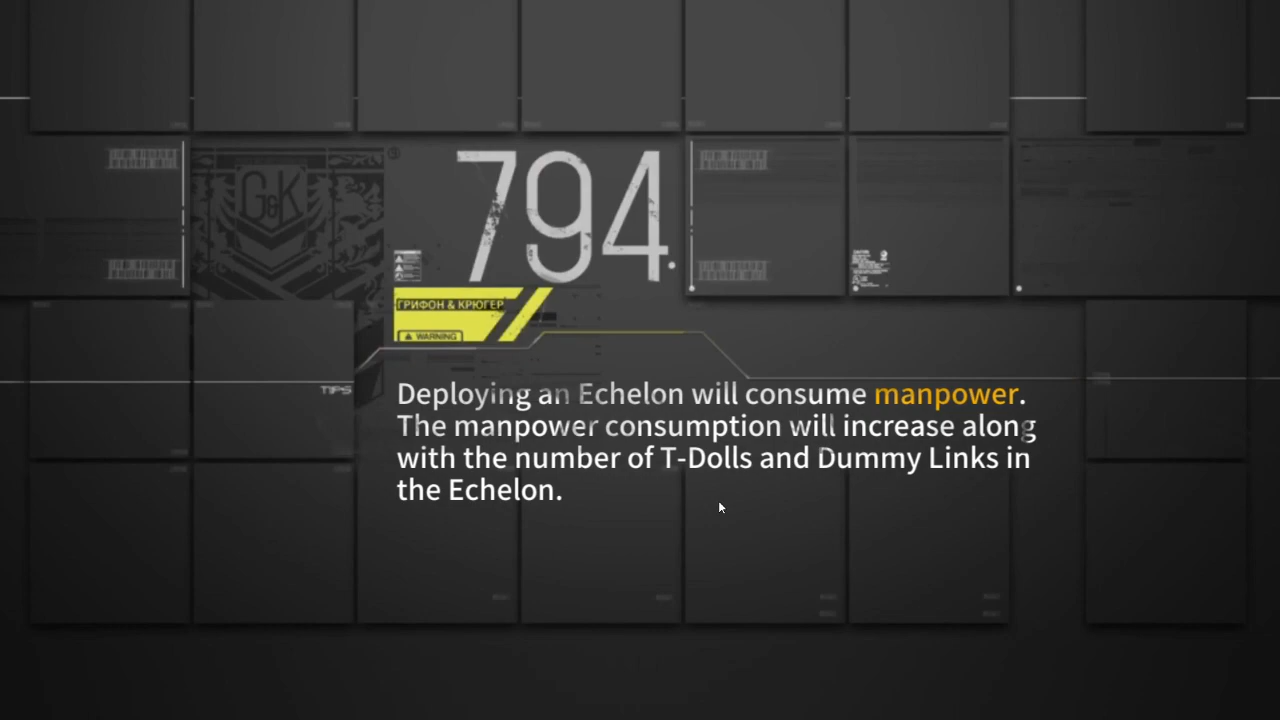 G&K
794.
ГРИФОН & КРЮГЕР
WARNING
TIPS
Deploying an Echelon will consume manpower.
The manpower consumption will increase along
with the number of T-Dolls and Dummy Links in
the Echelon.